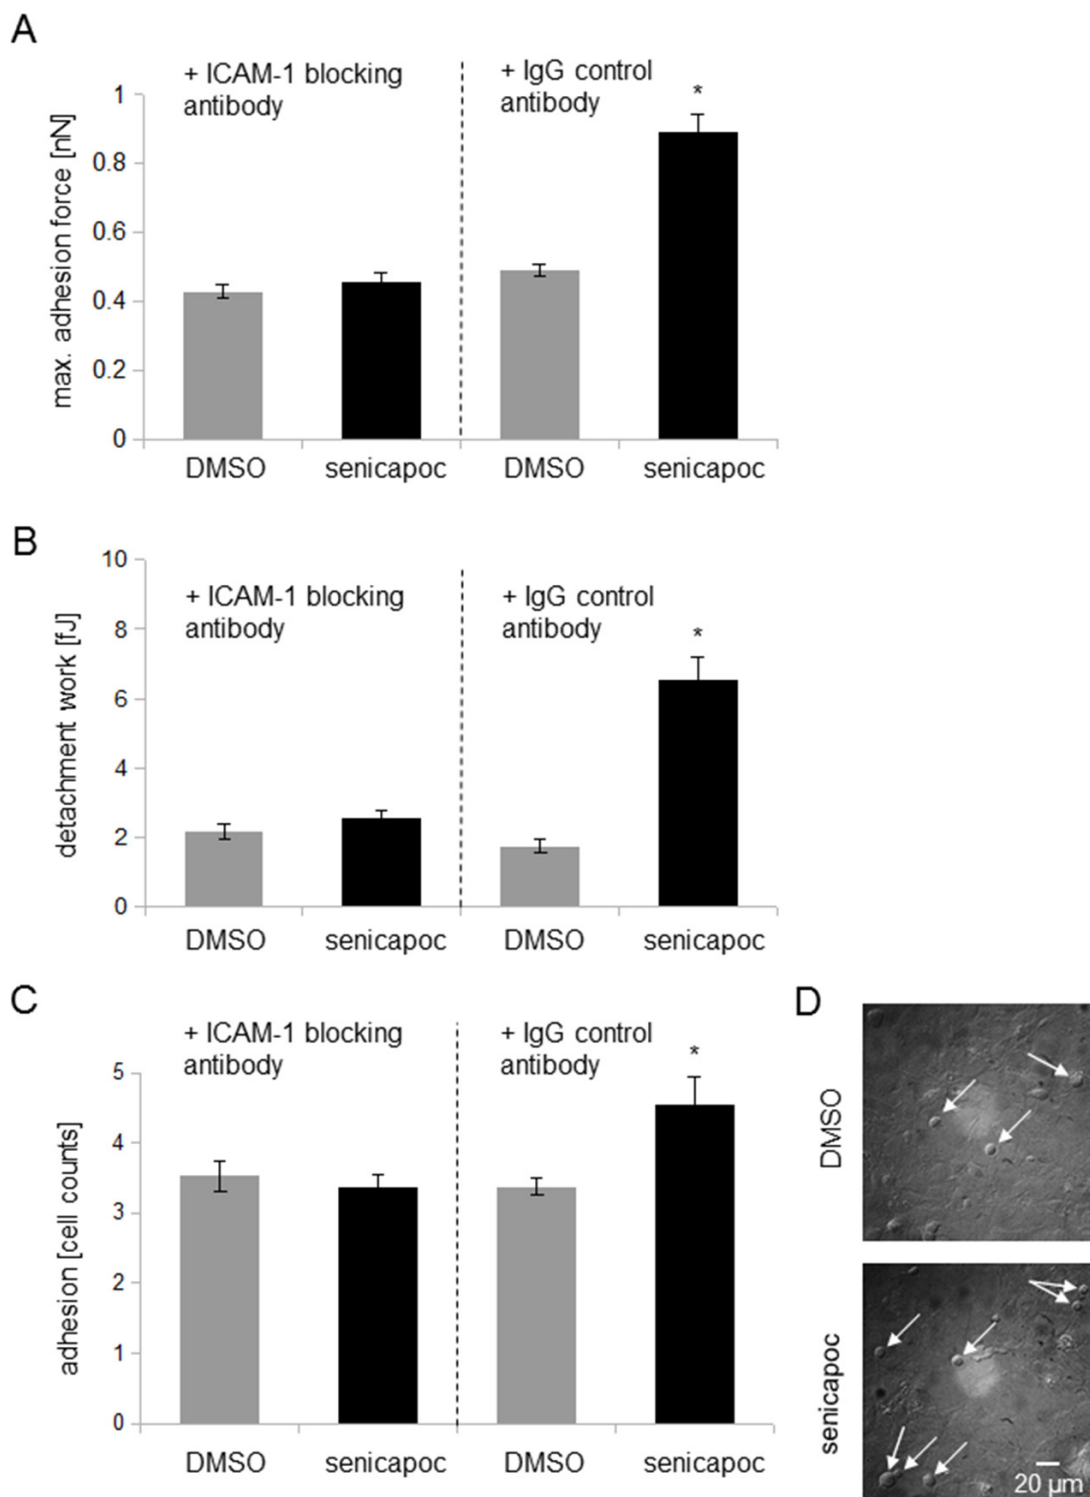 A
+ ICAM-1 blocking
antibody
+ IgG control
antibody
*
max. adhesion force [nN]
1
0.8
0.6
0.4
0.2
0
DMSO
senicapoc
DMSO
senicapoc
B
+ ICAM-1 blocking
antibody
+ IgG control
antibody
*
detachment work [fJ]
10
8
6
4
2
0
DMSO
senicapoc
DMSO
senicapoc
C
+ ICAM-1 blocking
antibody
+ IgG control
antibody
*
adhesion [cell counts]
5
4
3
2
1
0
DMSO
senicapoc
DMSO
senicapoc
D
DMSO
senicapoc
20 µm